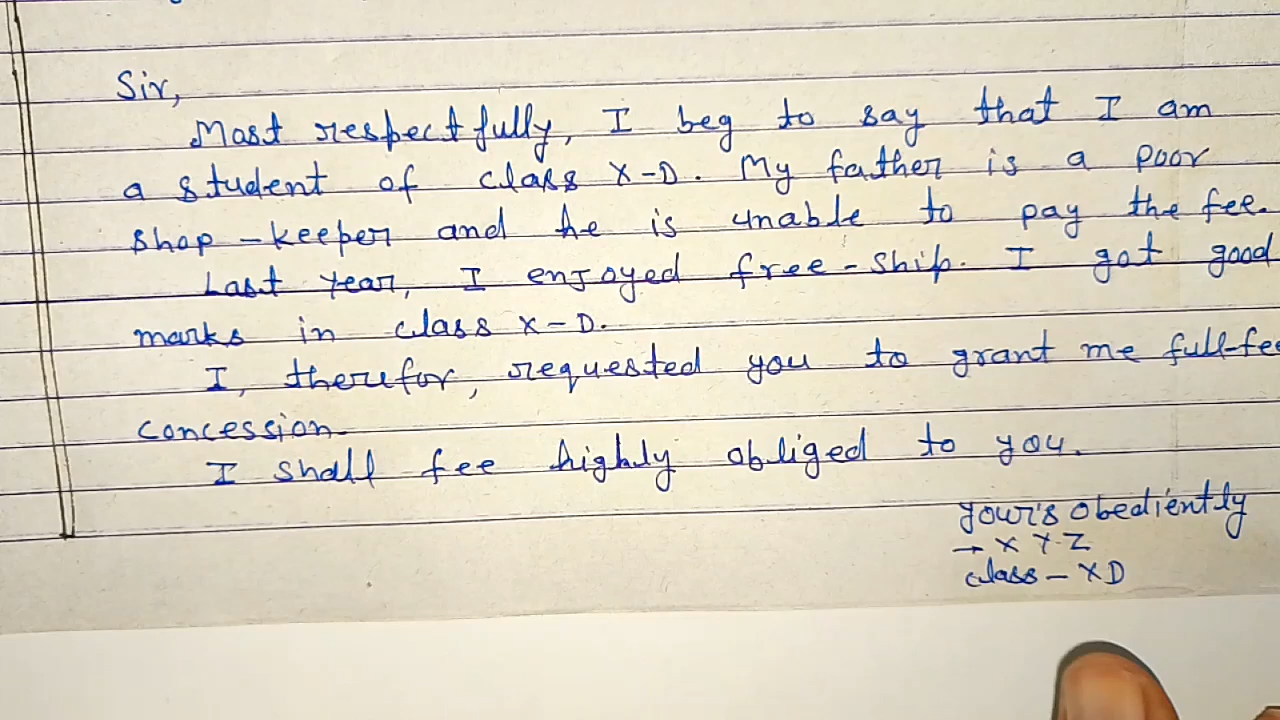 Sir,
Most respectfully, I beg to say that I am
a student of class X-D. My father is a poor
shop-keeper and he is unable to pay the fee.
Last year, I enjoyed free-ship. I got good
marks in class X-D.
I, therefor, requested you to grant me full-fee
concession.
I shall fee highly obliged to you.
your's obediently
→ X Y Z
class - XD